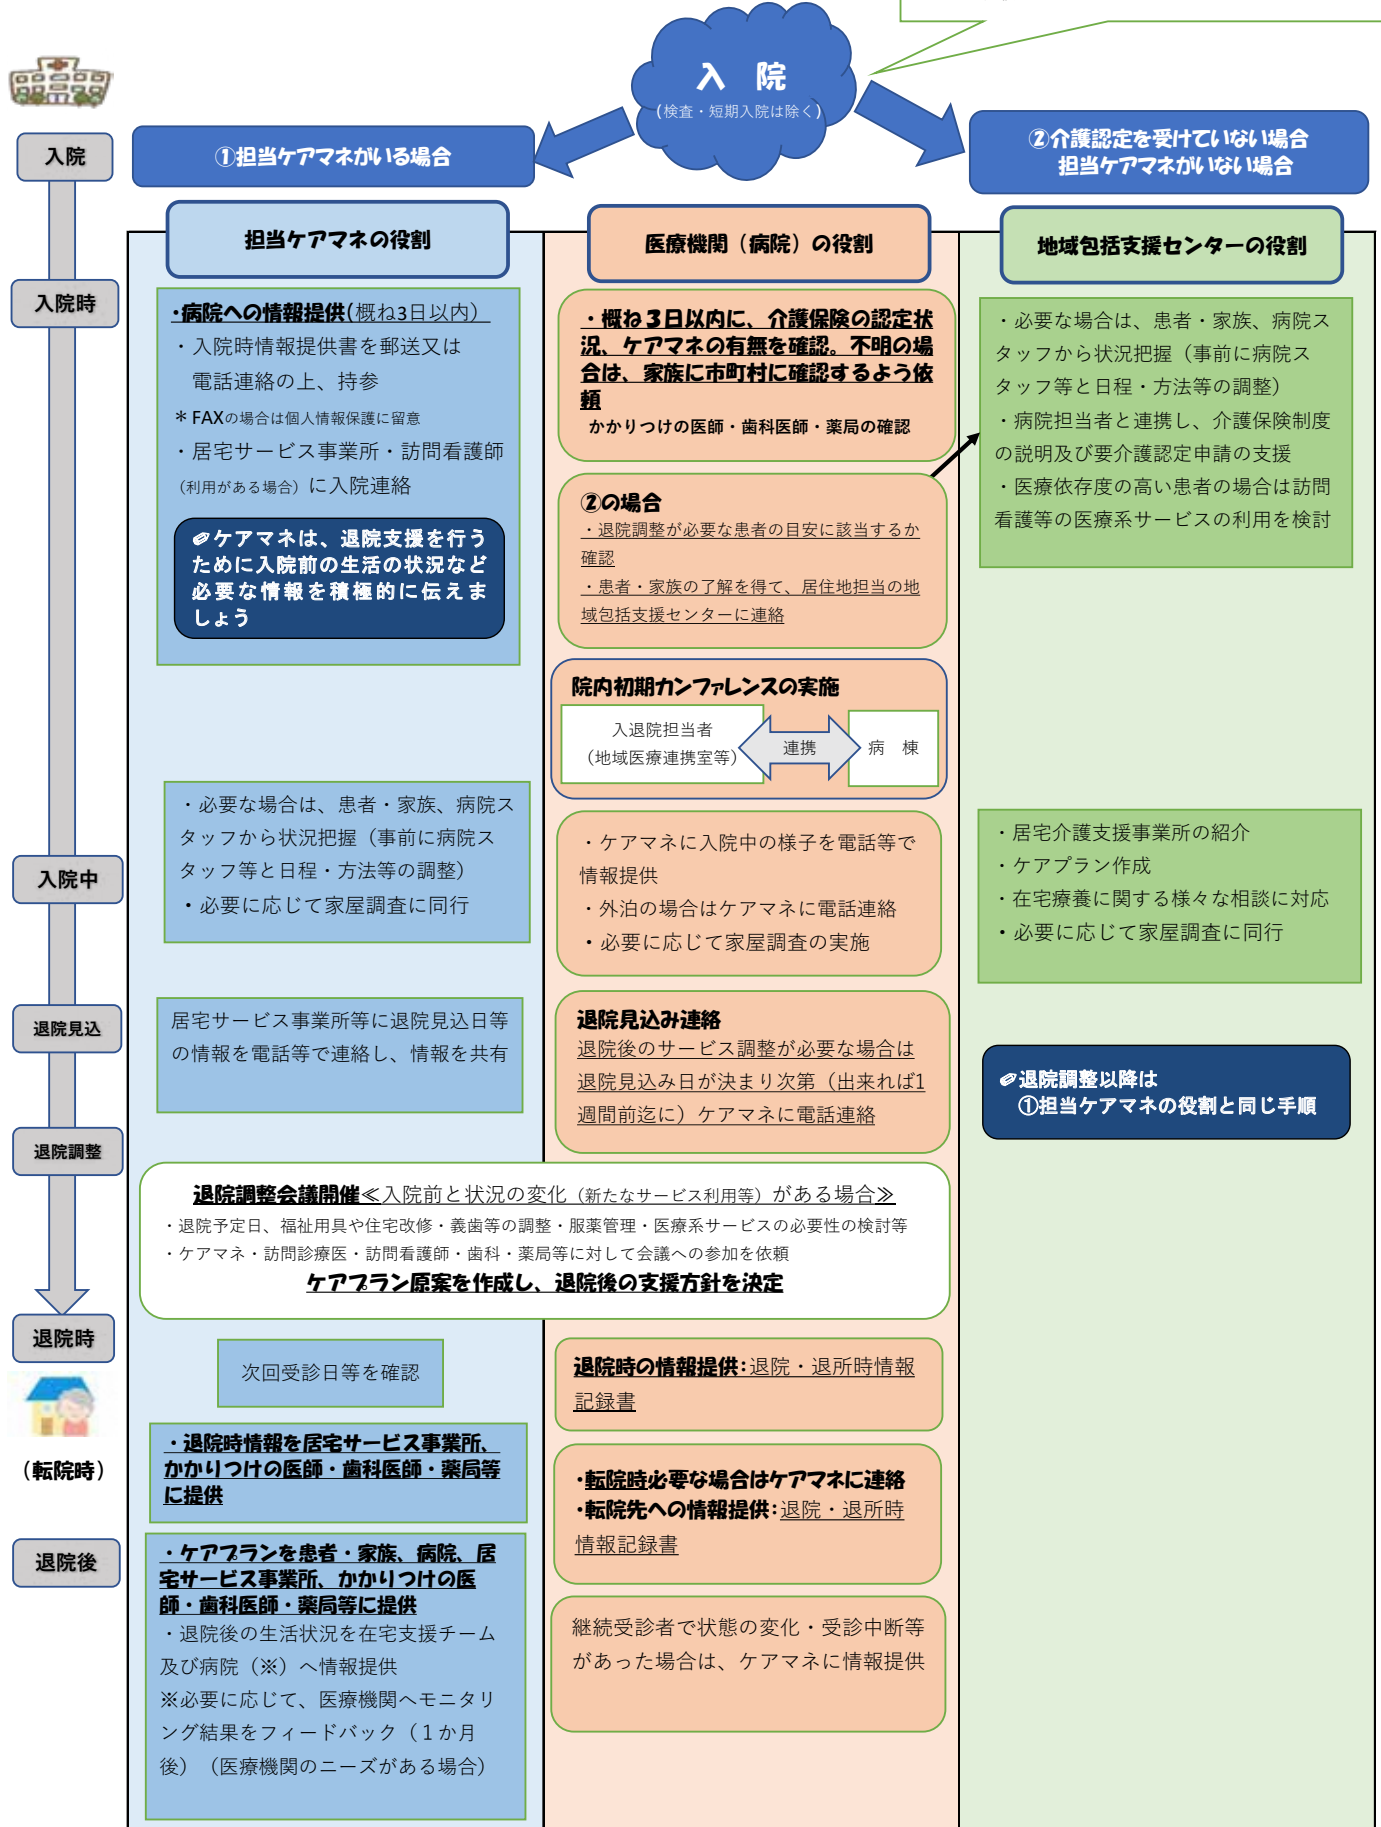 入 院
(検査・短期入院は除く)
①担当ケアマネがいる場合
②介護認定を受けていない場合
担当ケアマネがいない場合
入院
入院時
入院中
退院見込
退院調整
退院時
(転院時)
退院後
担当ケアマネの役割
・病院への情報提供(概ね3日以内)
・入院時情報提供書を郵送又は
電話連絡の上、持参
＊FAXの場合は個人情報保護に留意
・居宅サービス事業所・訪問看護師
(利用がある場合)に入院連絡
✐ケアマネは、退院支援を行う
ために入院前の生活の状況など
必要な情報を積極的に伝えま
しょう
・必要な場合は、患者・家族、病院ス
タッフから状況把握（事前に病院ス
タッフ等と日程・方法等の調整）
・必要に応じて家屋調査に同行
居宅サービス事業所等に退院見込日等
の情報を電話等で連絡し、情報を共有
医療機関（病院）の役割
・概ね３日以内に、介護保険の認定状
況、ケアマネの有無を確認。不明の場
合は、家族に市町村に確認するよう依
頼
かかりつけの医師・歯科医師・薬局の確認
②の場合
・退院調整が必要な患者の目安に該当するか
確認
・患者・家族の了解を得て、居住地担当の地
域包括支援センターに連絡
院内初期カンファレンスの実施
入退院担当者
（地域医療連携室等）
連携
病 棟
・ケアマネに入院中の様子を電話等で
情報提供
・外泊の場合はケアマネに電話連絡
・必要に応じて家屋調査の実施
退院見込み連絡
退院後のサービス調整が必要な場合は
退院見込み日が決まり次第（出来れば1
週間前迄に）ケアマネに電話連絡
地域包括支援センターの役割
・必要な場合は、患者・家族、病院ス
タッフから状況把握（事前に病院ス
タッフ等と日程・方法等の調整）
・病院担当者と連携し、介護保険制度
の説明及び要介護認定申請の支援
・医療依存度の高い患者の場合は訪問
看護等の医療系サービスの利用を検討
・居宅介護支援事業所の紹介
・ケアプラン作成
・在宅療養に関する様々な相談に対応
・必要に応じて家屋調査に同行
✐退院調整以降は
①担当ケアマネの役割と同じ手順
退院調整会議開催≪入院前と状況の変化（新たなサービス利用等）がある場合≫
・退院予定日、福祉用具や住宅改修・義歯等の調整・服薬管理・医療系サービスの必要性の検討等
・ケアマネ・訪問診療医・訪問看護師・歯科・薬局等に対して会議への参加を依頼
ケアプラン原案を作成し、退院後の支援方針を決定
次回受診日等を確認
・退院時情報を居宅サービス事業所、
かかりつけの医師・歯科医師・薬局等
に提供
・ケアプランを患者・家族、病院、居
宅サービス事業所、かかりつけの医
師・歯科医師・薬局等に提供
・退院後の生活状況を在宅支援チーム
及び病院（※）へ情報提供
※必要に応じて、医療機関へモニタリ
ング結果をフィードバック（１か月
後）（医療機関のニーズがある場合）
退院時の情報提供:退院・退所時情報
記録書
・転院時必要な場合はケアマネに連絡
・転院先への情報提供:退院・退所時
情報記録書
継続受診者で状態の変化・受診中断等
があった場合は、ケアマネに情報提供